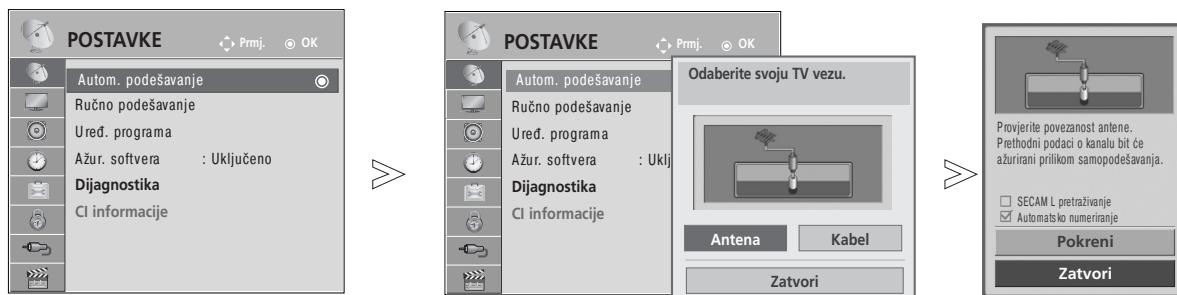 POSTAVKE Prmj. OK
Autom. podešavanje
Ručno podešavanje
Uređ. programa
Ažur. softvera : Uključeno
Dijagnostika
CI informacije
POSTAVKE Prmj. OK
Autom. podešavanje
Ručno podešavanje
Uređ. programa
Ažur. softvera : Uklj
Dijagnostika
CI informacije
Odaberite svoju TV vezu.
Antena Kabel
Zatvori
Provjerite povezanost antene.
Prethodni podaci o kanalu bit će
ažurirani prilikom samopodešavanja.
SECAM L pretraživanje
Automatsko numeriranje
Pokreni
Zatvori